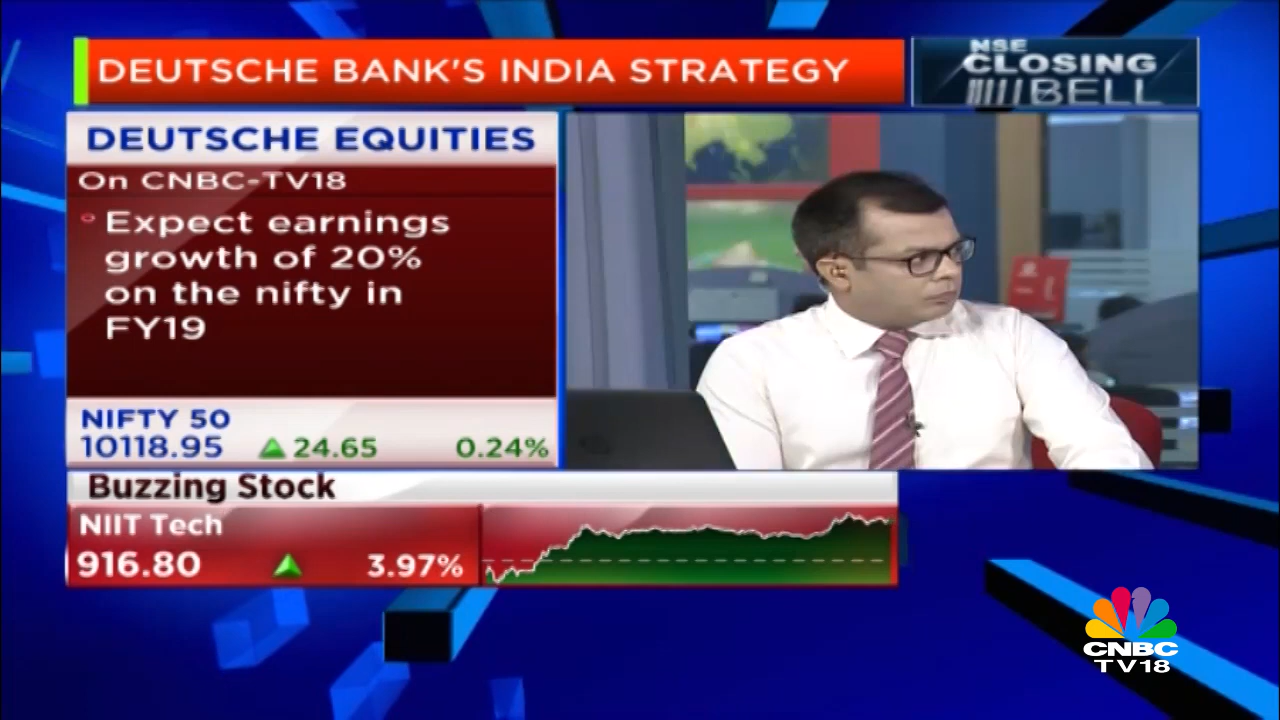 DEUTSCHE BANK'S INDIA STRATEGY
NSE
CLOSING
BELL
DEUTSCHE EQUITIES
On CNBC-TV18
Expect earnings
growth of 20%
on the nifty in
FY19
NIFTY 50
10118.95 ▲ 24.65 0.24%
Buzzing Stock
NIIT Tech
916.80 ▲ 3.97%
CNBC
TV18